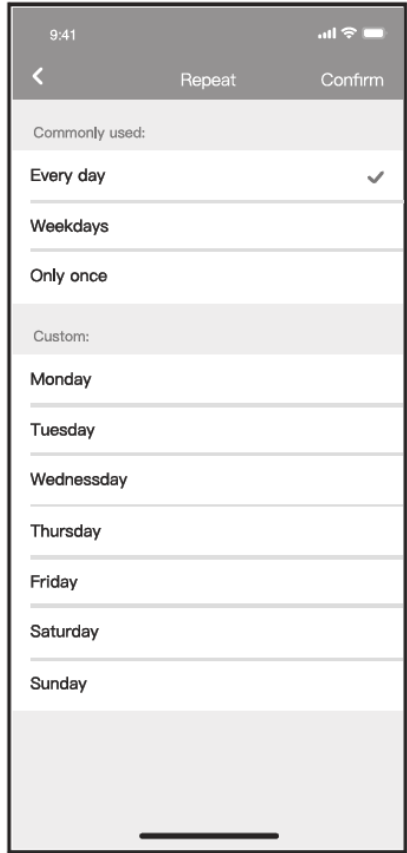 9:41
Repeat Confirm
Commonly used:
Every day
Weekdays
Only once
Custom:
Monday
Tuesday
Wednessday
Thursday
Friday
Saturday
Sunday